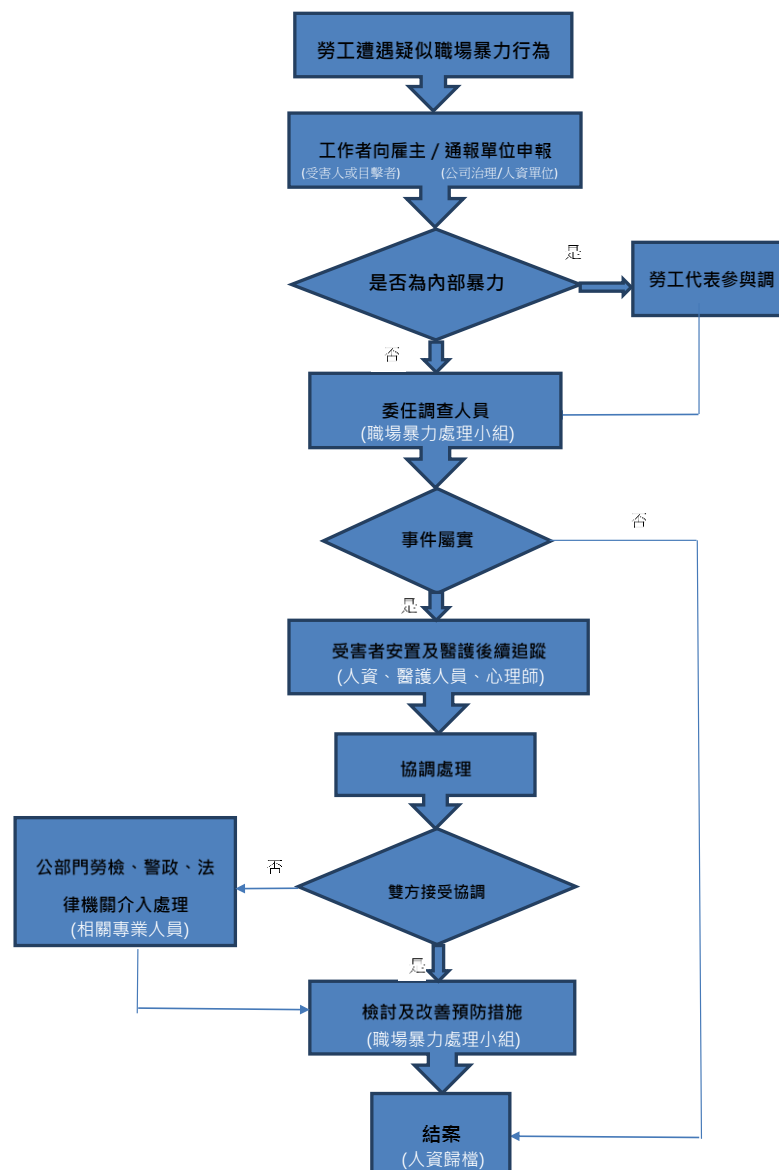 勞工遭遇疑似職場暴力行為
工作者向雇主 / 通報單位申報
(受害人或目擊者) (公司治理/人資單位)
是否為內部暴力
是
勞工代表參與調
否
委任調查人員
(職場暴力處理小組)
事件屬實
否
是
受害者安置及醫護後續追蹤
(人資、醫護人員、心理師)
協調處理
雙方接受協調
否
公部門勞檢、警政、法
律機關介入處理
(相關專業人員)
是
檢討及改善預防措施
(職場暴力處理小組)
結案
(人資歸檔)